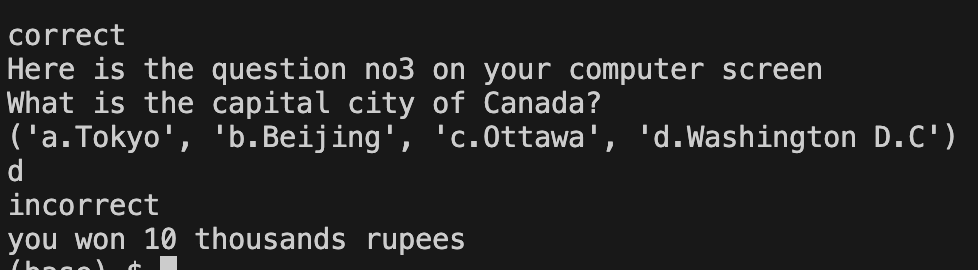 correct
Here is the question no3 on your computer screen
What is the capital city of Canada?
('a.Tokyo', 'b.Beijing', 'c.Ottawa', 'd.Washington D.C')
d
incorrect
you won 10 thousands rupees
(base) $